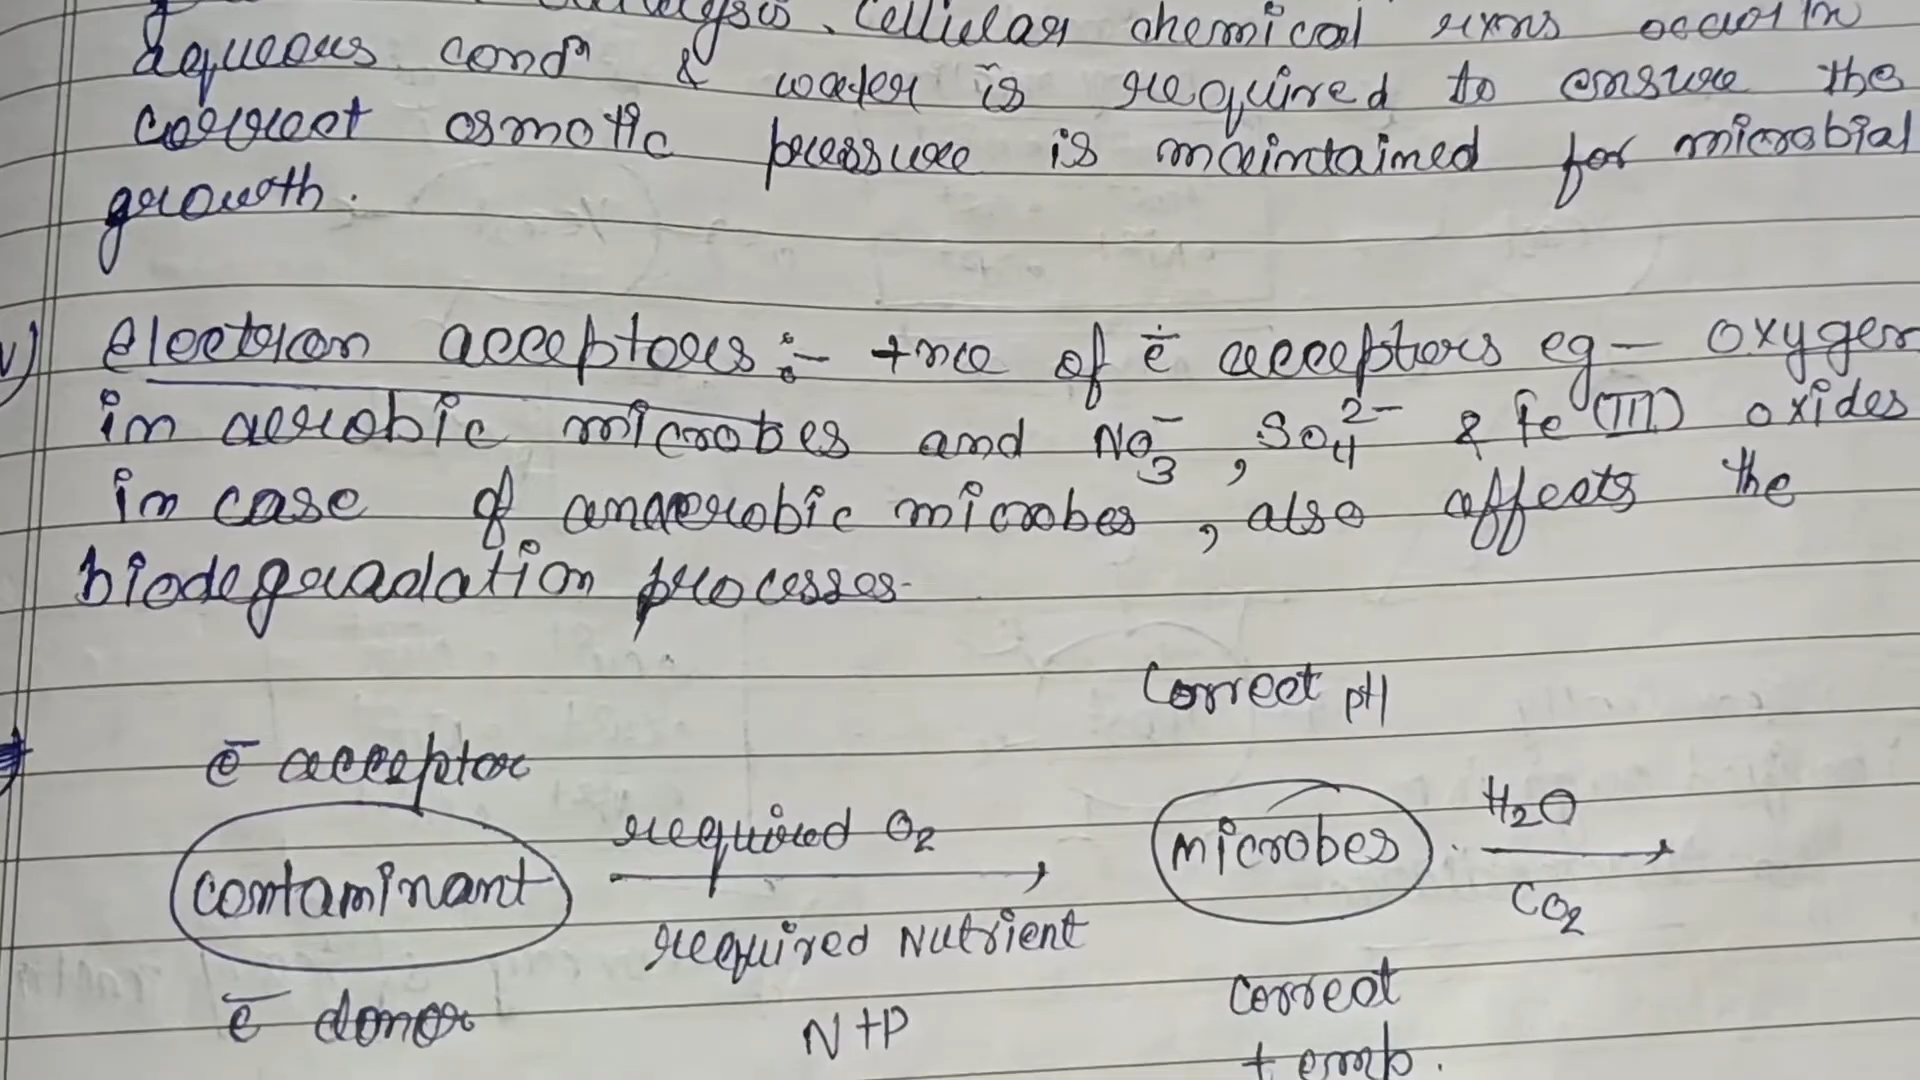 Cellular chemical rxns occur in
aqueous condn & water is required to ensure the
correct osmotic pressure is maintained for microbial
growth.
v) Electron acceptors :- +nce of e- acceptors eg - oxygen
in aerobic microbes and NO3-, SO4 2- & Fe(III) oxides
in case of anaerobic microbes, also affects the
biodegradation processes.
Correct pH
e- acceptor
required O2
H2O
contaminant
microbes
CO2
required Nutrient
e- donor
N+P
correct
temp.